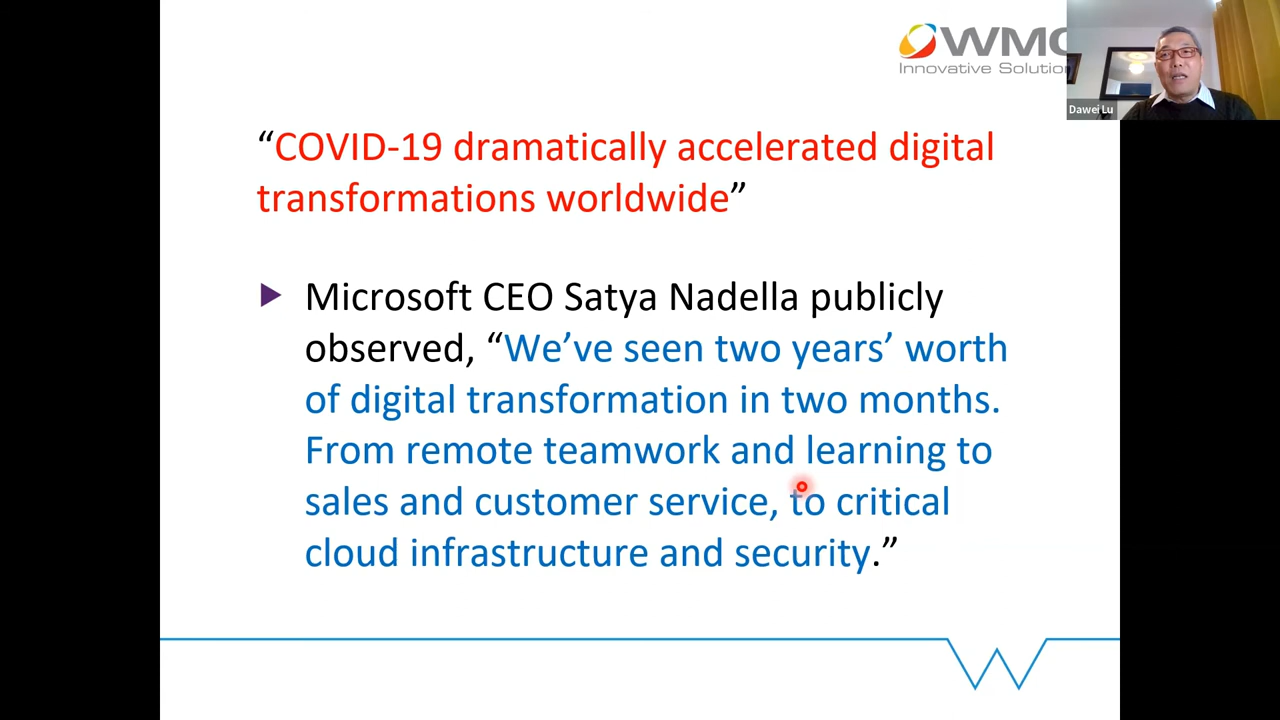 WMG
Innovative Solution
Dawei Lu
“COVID-19 dramatically accelerated digital
transformations worldwide”
Microsoft CEO Satya Nadella publicly
observed, “We’ve seen two years’ worth
of digital transformation in two months.
From remote teamwork and learning to
sales and customer service, to critical
cloud infrastructure and security.”